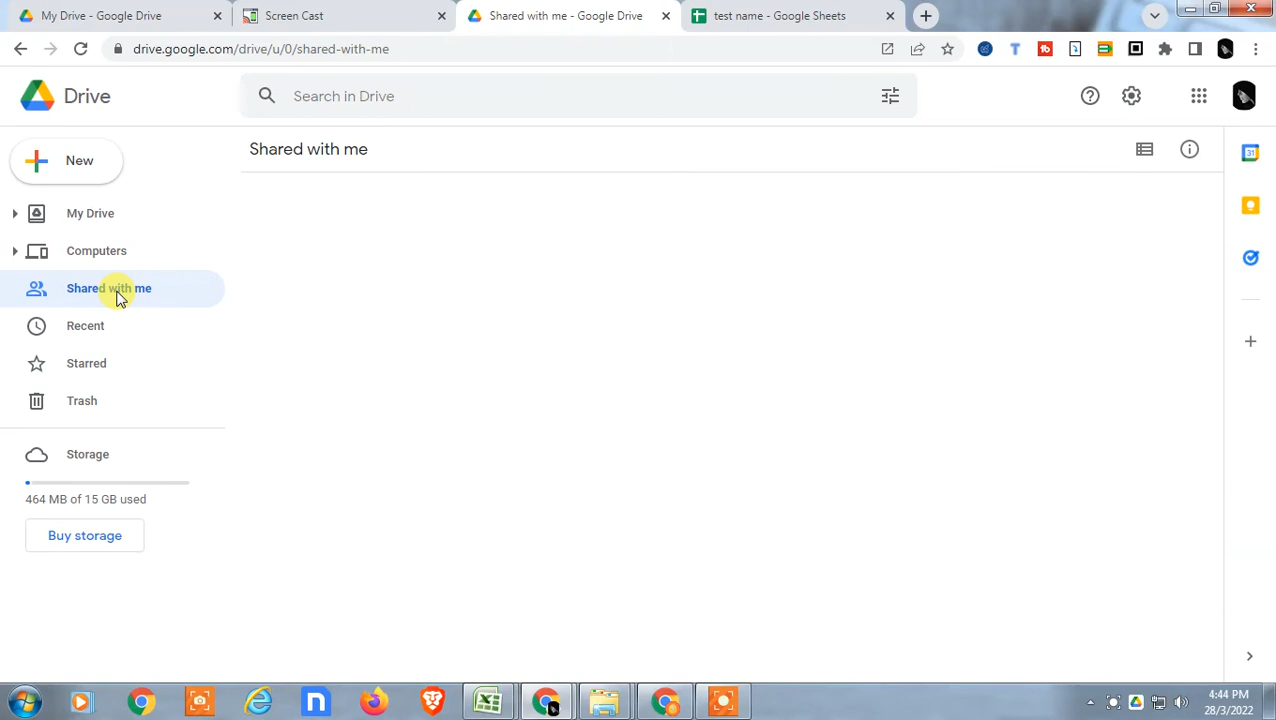 My Drive - Google Drive
Screen Cast
Shared with me - Google Drive
test name - Google Sheets
drive.google.com/drive/u/0/shared-with-me
Drive
Search in Drive
New
Shared with me
My Drive
Computers
Shared with me
Recent
Starred
Trash
Storage
464 MB of 15 GB used
Buy storage
31
4:44 PM
28/3/2022